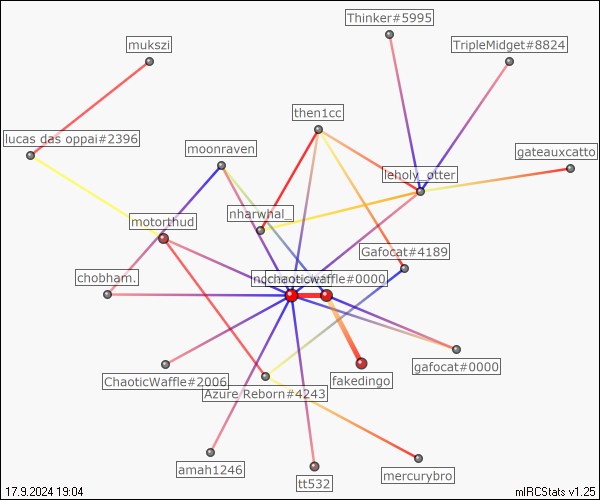 Thinker#5995
mukszi
TripleMidget#8824
then1cc
lucas das oppai#2396
moonraven
gateauxcatto
leholy_otter
nharwhal_
motorthud
Gafocat#4189
chobham.
chaoticwaffle#0000
gafocat#0000
ChaoticWaffle#2006
fakedingo
Azure Reborn#4243
amah1246
tt532
mercurybro
17.9.2024 19:04
mIRCStats v1.25